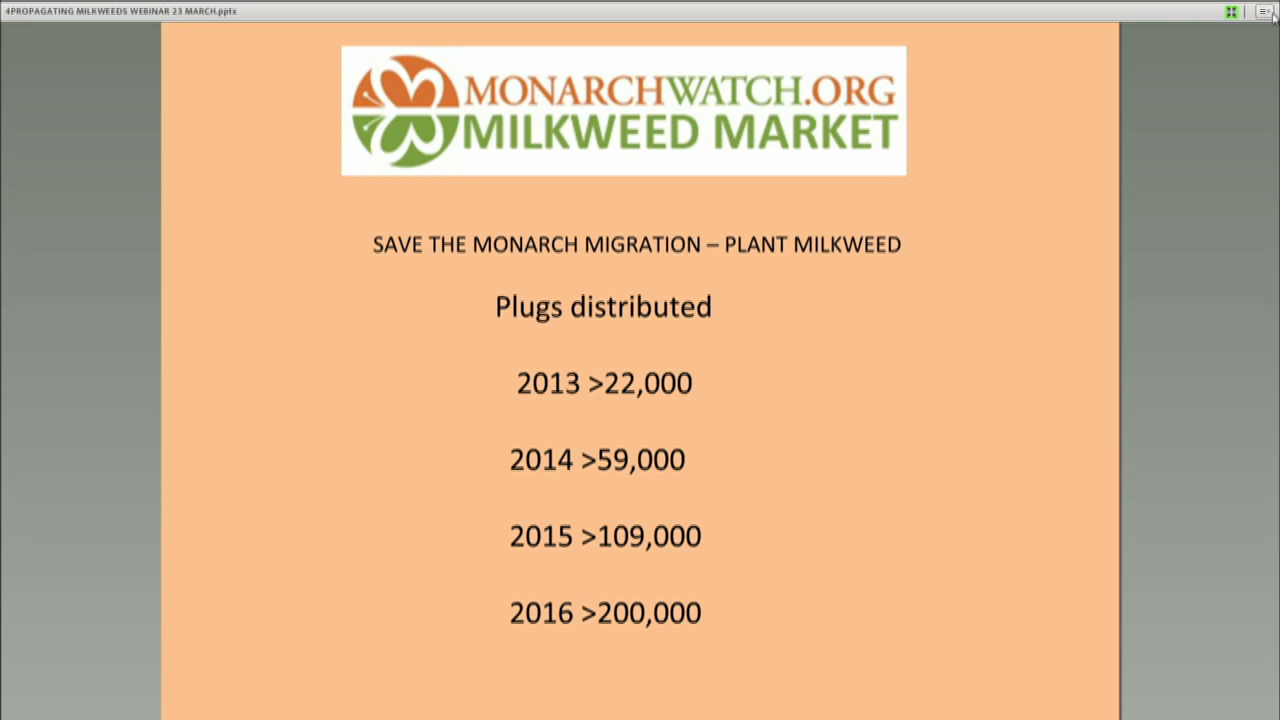 4PROPAGATING MILKWEEDS WEBINAR 23 MARCH.pptx
MONARCHWATCH.ORG
MILKWEED MARKET
SAVE THE MONARCH MIGRATION – PLANT MILKWEED
Plugs distributed
2013 >22,000
2014 >59,000
2015 >109,000
2016 >200,000